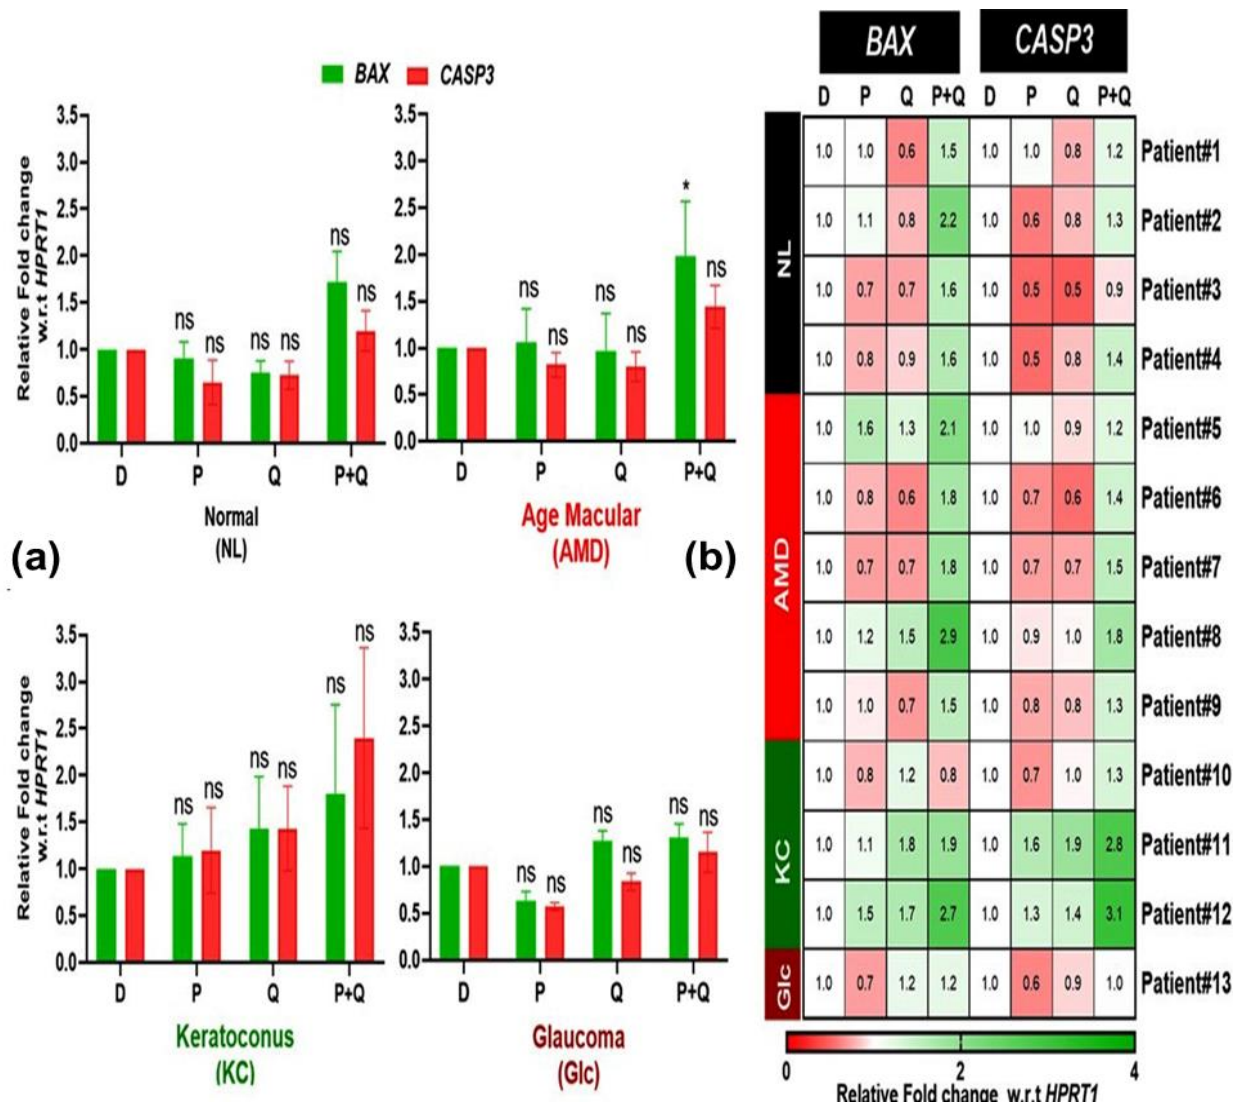 BAX CASP3
3.5 3.0 2.5 2.0 1.5 1.0 0.5 0.0
Relative Fold change
w.r.t HPRT1
ns ns ns ns ns ns
D P Q P+Q
Normal
(NL)
3.5 3.0 2.5 2.0 1.5 1.0 0.5 0.0
ns ns ns ns * ns
D P Q P+Q
Age Macular
(AMD)
(a)
3.5 3.0 2.5 2.0 1.5 1.0 0.5 0.0
Relative Fold change
w.r.t HPRT1
ns ns ns ns ns ns
D P Q P+Q
Keratoconus
(KC)
3.5 3.0 2.5 2.0 1.5 1.0 0.5 0.0
ns ns ns ns ns ns
D P Q P+Q
Glaucoma
(Glc)
(b)
BAX CASP3
D P Q P+Q D P Q P+Q
NL
1.0 1.0 0.6 1.5 1.0 1.0 0.8 1.2 Patient#1
1.0 1.1 0.8 2.2 1.0 0.6 0.8 1.3 Patient#2
1.0 0.7 0.7 1.6 1.0 0.5 0.5 0.9 Patient#3
1.0 0.8 0.9 1.6 1.0 0.5 0.8 1.4 Patient#4
AMD
1.0 1.6 1.3 2.1 1.0 1.0 0.9 1.2 Patient#5
1.0 0.8 0.6 1.8 1.0 0.7 0.6 1.4 Patient#6
1.0 0.7 0.7 1.8 1.0 0.7 0.7 1.5 Patient#7
1.0 1.2 1.5 2.9 1.0 0.9 1.0 1.8 Patient#8
1.0 1.0 0.7 1.5 1.0 0.8 0.8 1.3 Patient#9
KC
1.0 0.8 1.2 0.8 1.0 0.7 1.0 1.3 Patient#10
1.0 1.1 1.8 1.9 1.0 1.6 1.9 2.8 Patient#11
1.0 1.5 1.7 2.7 1.0 1.3 1.4 3.1 Patient#12
Glc
1.0 0.7 1.2 1.2 1.0 0.6 0.9 1.0 Patient#13
0 2 4
Relative Fold change w.r.t HPRT1